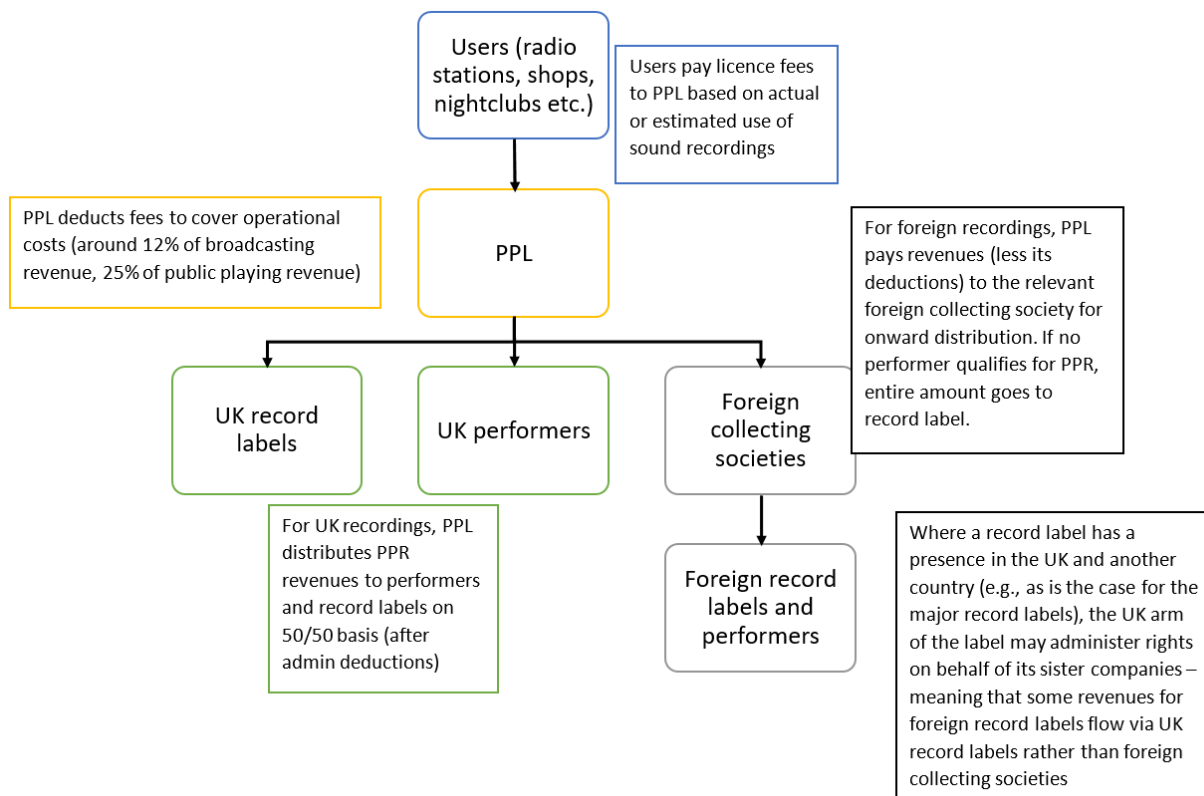 Users (radio
stations, shops,
nightclubs etc.)
Users pay licence fees
to PPL based on actual
or estimated use of
sound recordings
PPL deducts fees to cover operational
costs (around 12% of broadcasting
revenue, 25% of public playing revenue)
PPL
For foreign recordings, PPL
pays revenues (less its
deductions) to the relevant
foreign collecting society for
onward distribution. If no
performer qualifies for PPR,
entire amount goes to
record label.
UK record
labels
UK performers
Foreign
collecting
societies
For UK recordings, PPL
distributes PPR
revenues to performers
and record labels on
50/50 basis (after
admin deductions)
Foreign record
labels and
performers
Where a record label has a
presence in the UK and another
country (e.g., as is the case for the
major record labels), the UK arm
of the label may administer rights
on behalf of its sister companies –
meaning that some revenues for
foreign record labels flow via UK
record labels rather than foreign
collecting societies